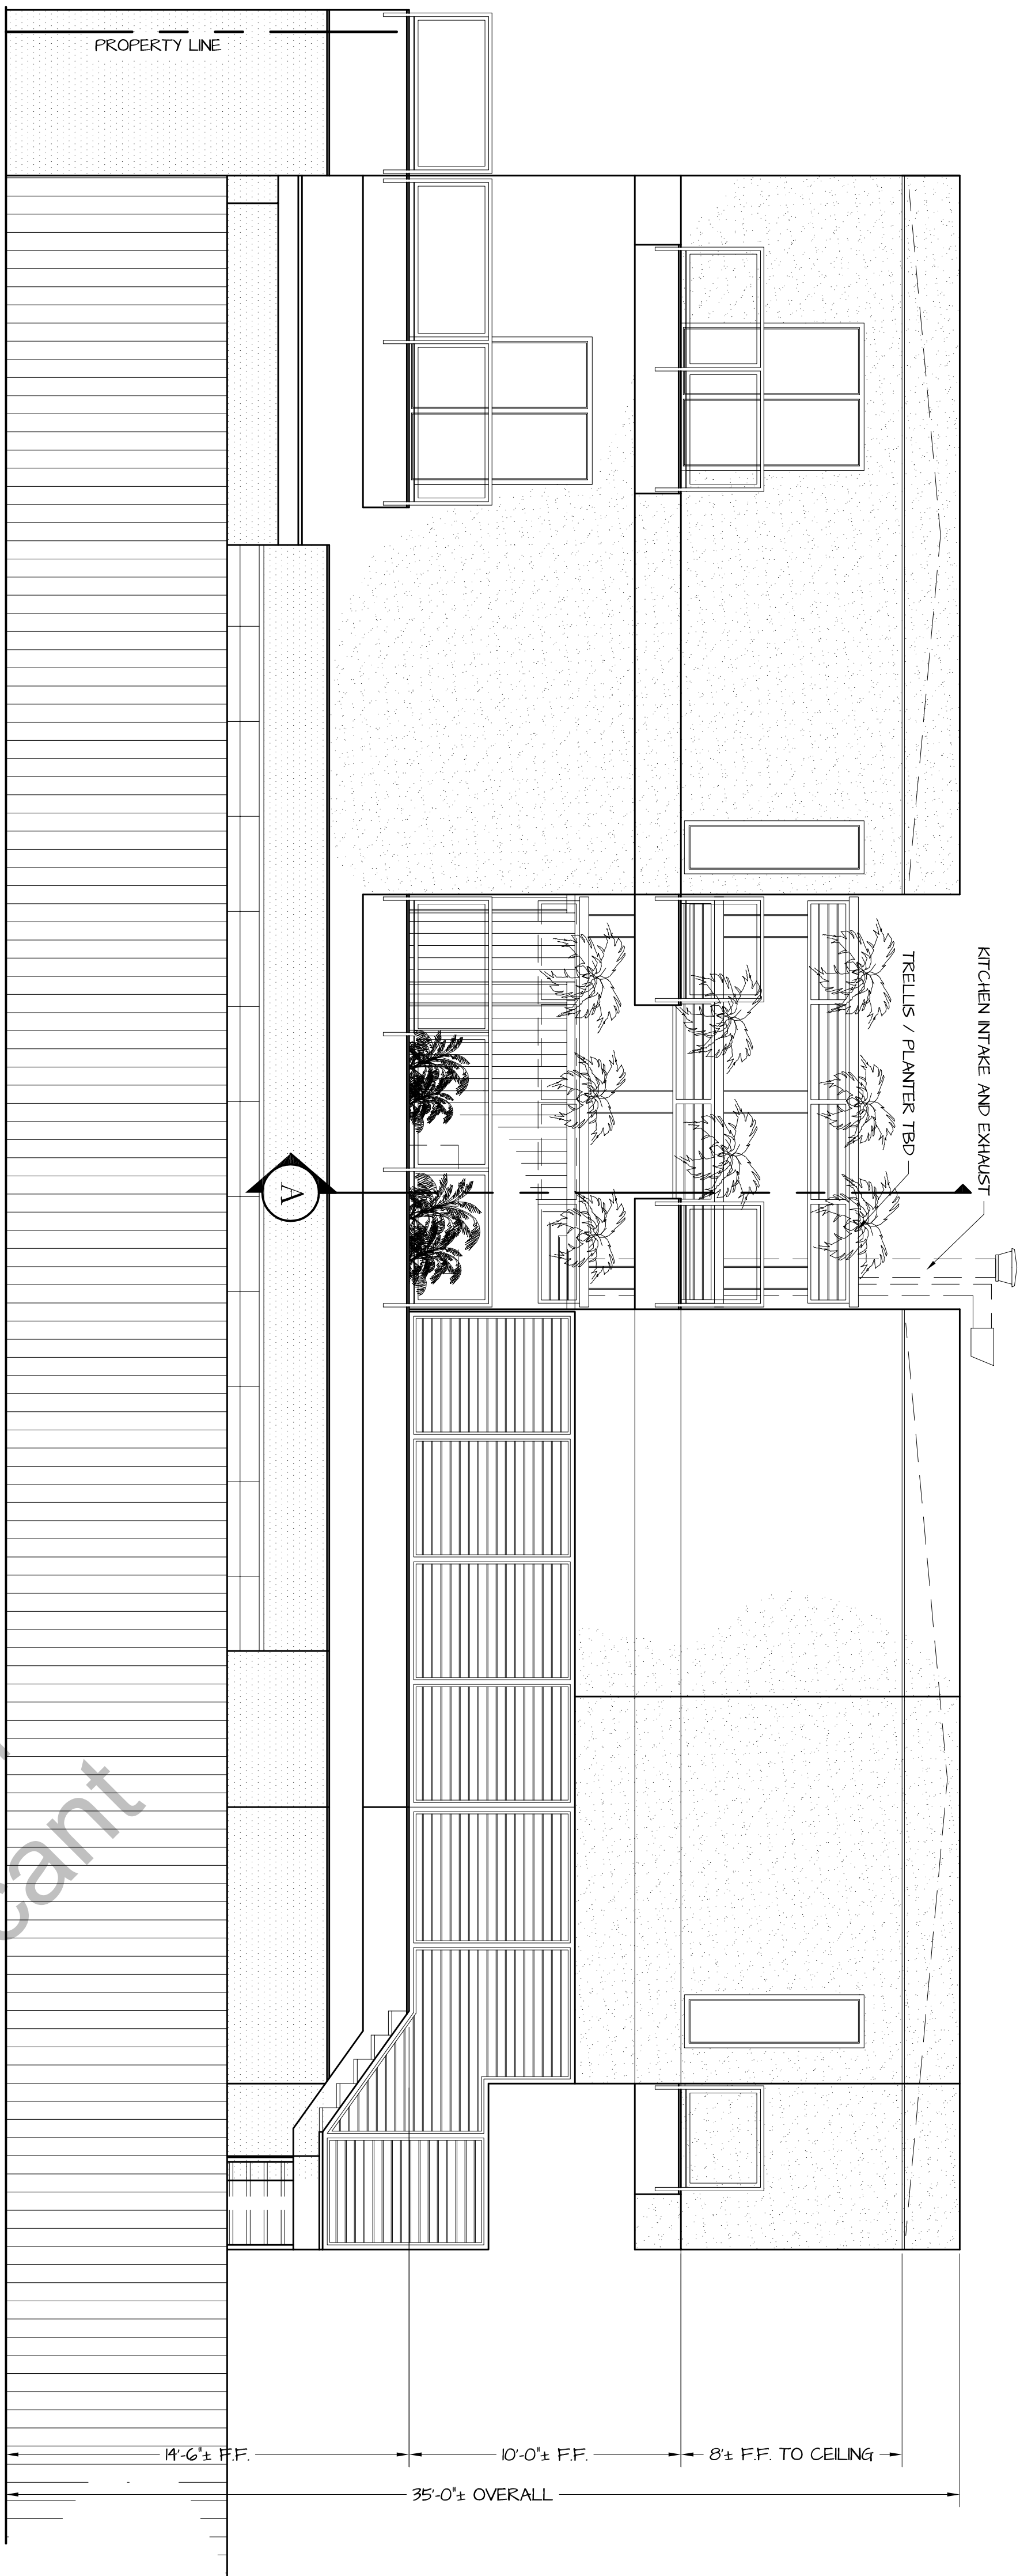 PROPERTY LINE
KITCHEN INTAKE AND EXHAUST
TRELLIS / PLANTER TBD
A
14'-6"± F.F.
10'-0"± F.F.
8'± F.F. TO CEILING
35'-0"± OVERALL
cant